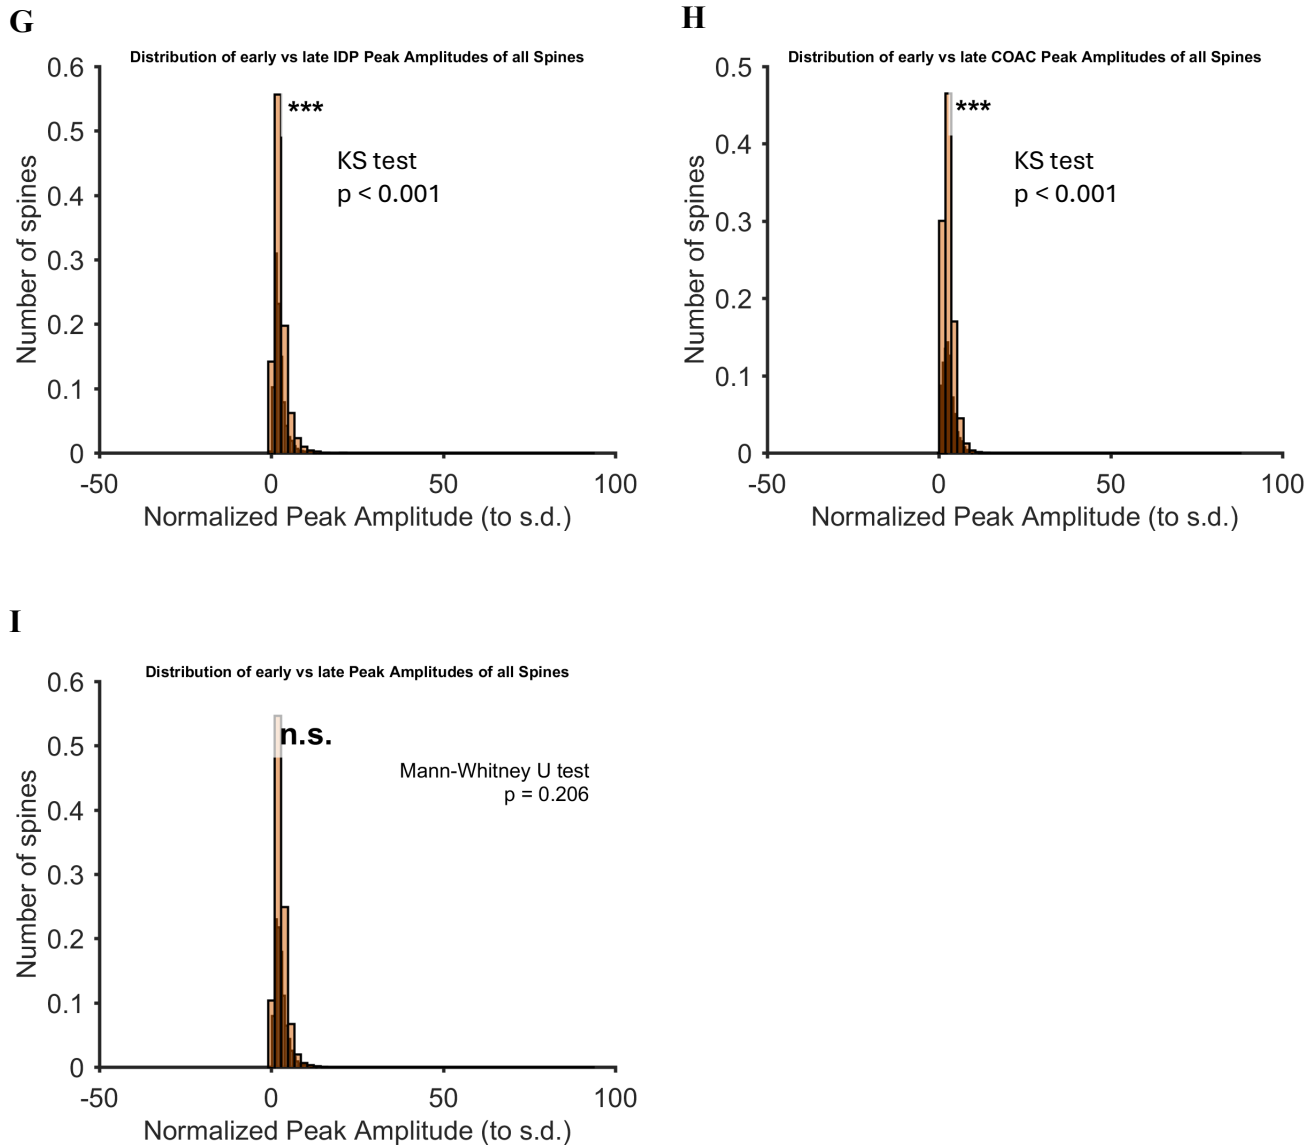 G
Distribution of early vs late IDP Peak Amplitudes of all Spines
0.6
0.5
0.4
0.3
0.2
0.1
0
Number of spines
***
KS test
p < 0.001
-50
0
50
100
Normalized Peak Amplitude (to s.d.)
H
Distribution of early vs late COAC Peak Amplitudes of all Spines
0.5
0.4
0.3
0.2
0.1
0
Number of spines
***
KS test
p < 0.001
-50
0
50
100
Normalized Peak Amplitude (to s.d.)
I
Distribution of early vs late Peak Amplitudes of all Spines
0.6
0.5
0.4
0.3
0.2
0.1
0
Number of spines
n.s.
Mann-Whitney U test
p = 0.206
-50
0
50
100
Normalized Peak Amplitude (to s.d.)